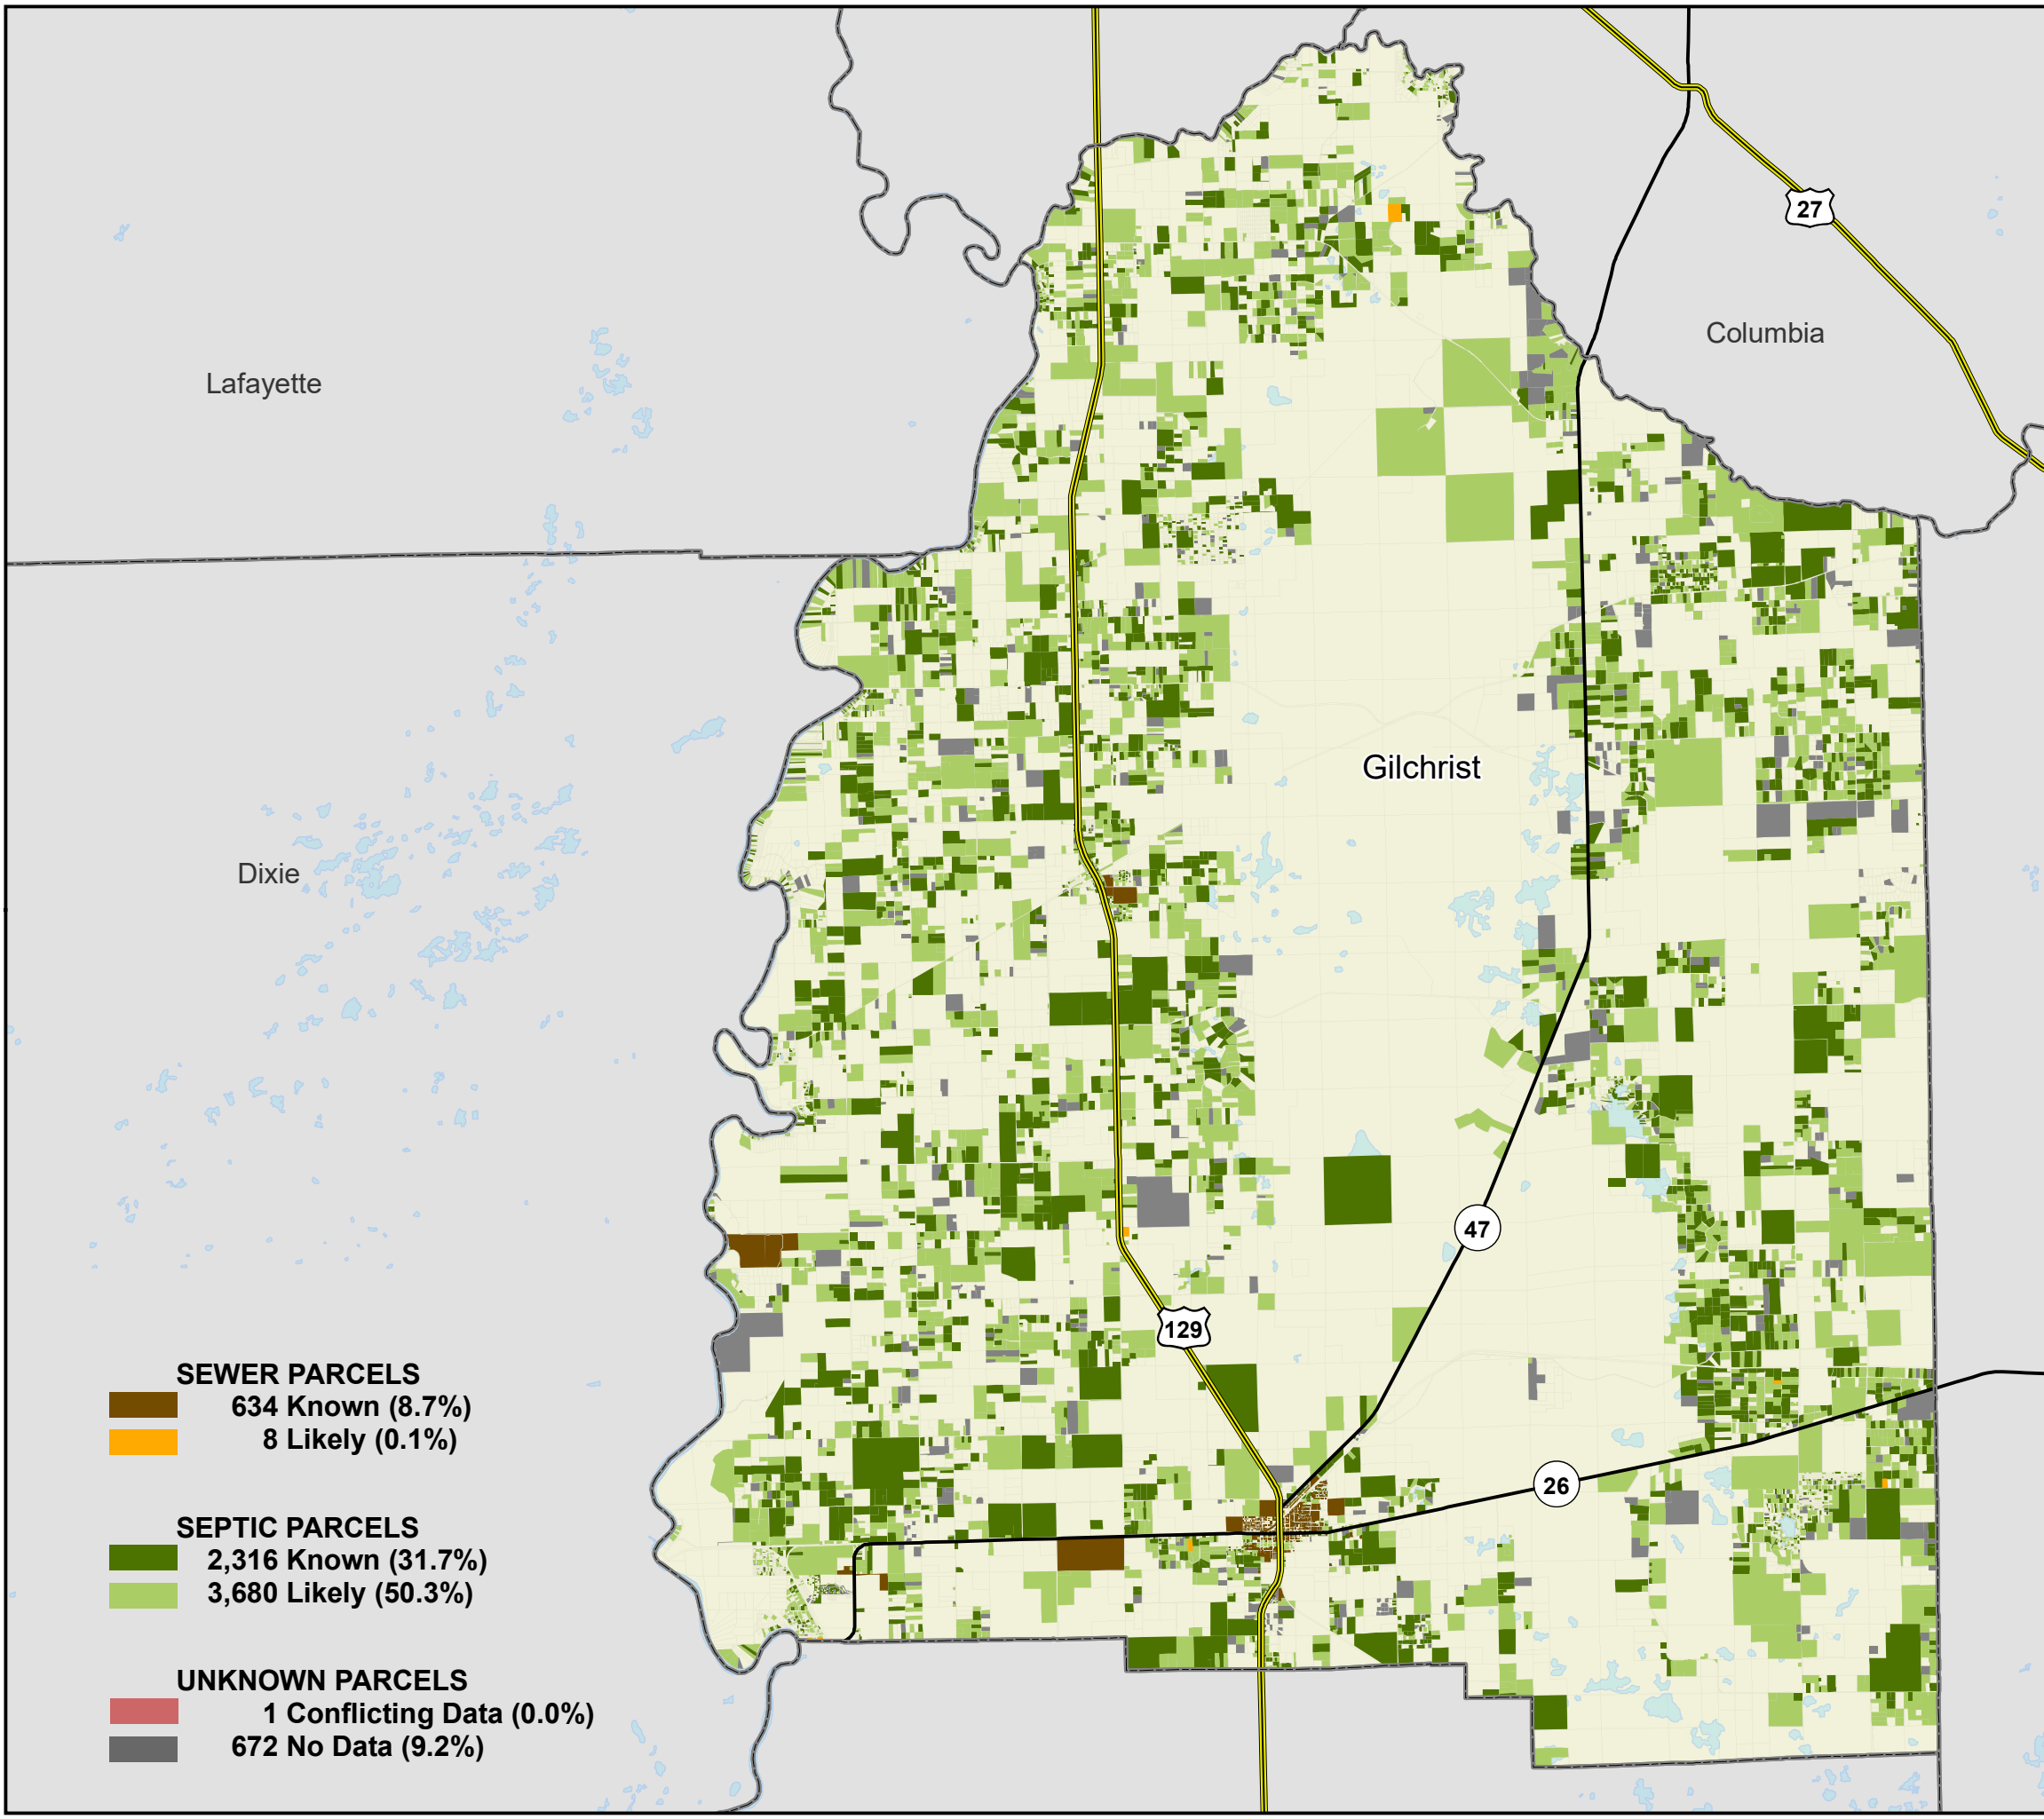 27
Columbia
Lafayette
Gilchrist
Dixie
47
129
26
SEWER PARCELS
634 Known (8.7%)
8 Likely (0.1%)
SEPTIC PARCELS
2,316 Known (31.7%)
3,680 Likely (50.3%)
UNKNOWN PARCELS
1 Conflicting Data (0.0%)
672 No Data (9.2%)